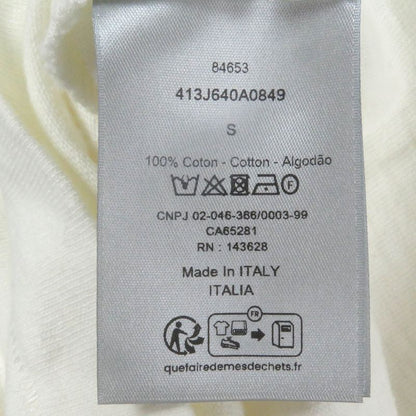 84653
413J640A0849
S
100% Coton - Cotton - Algodão
F
CNPJ 02-046-366/0003-99
CA65281
RN : 143628
Made In ITALY
ITALIA
FR
quefairedemesdechets.fr